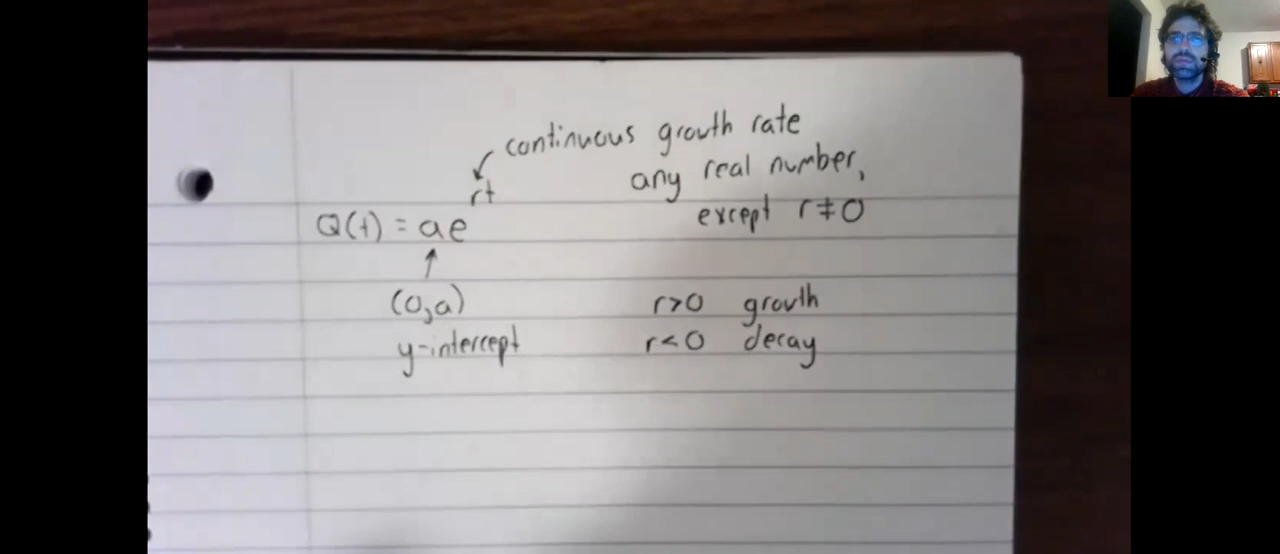 continuous growth rate
any real number,
except r≠0
Q(t) = ae^rt
(0,a)
y-intercept
r>0 growth
r<0 decay